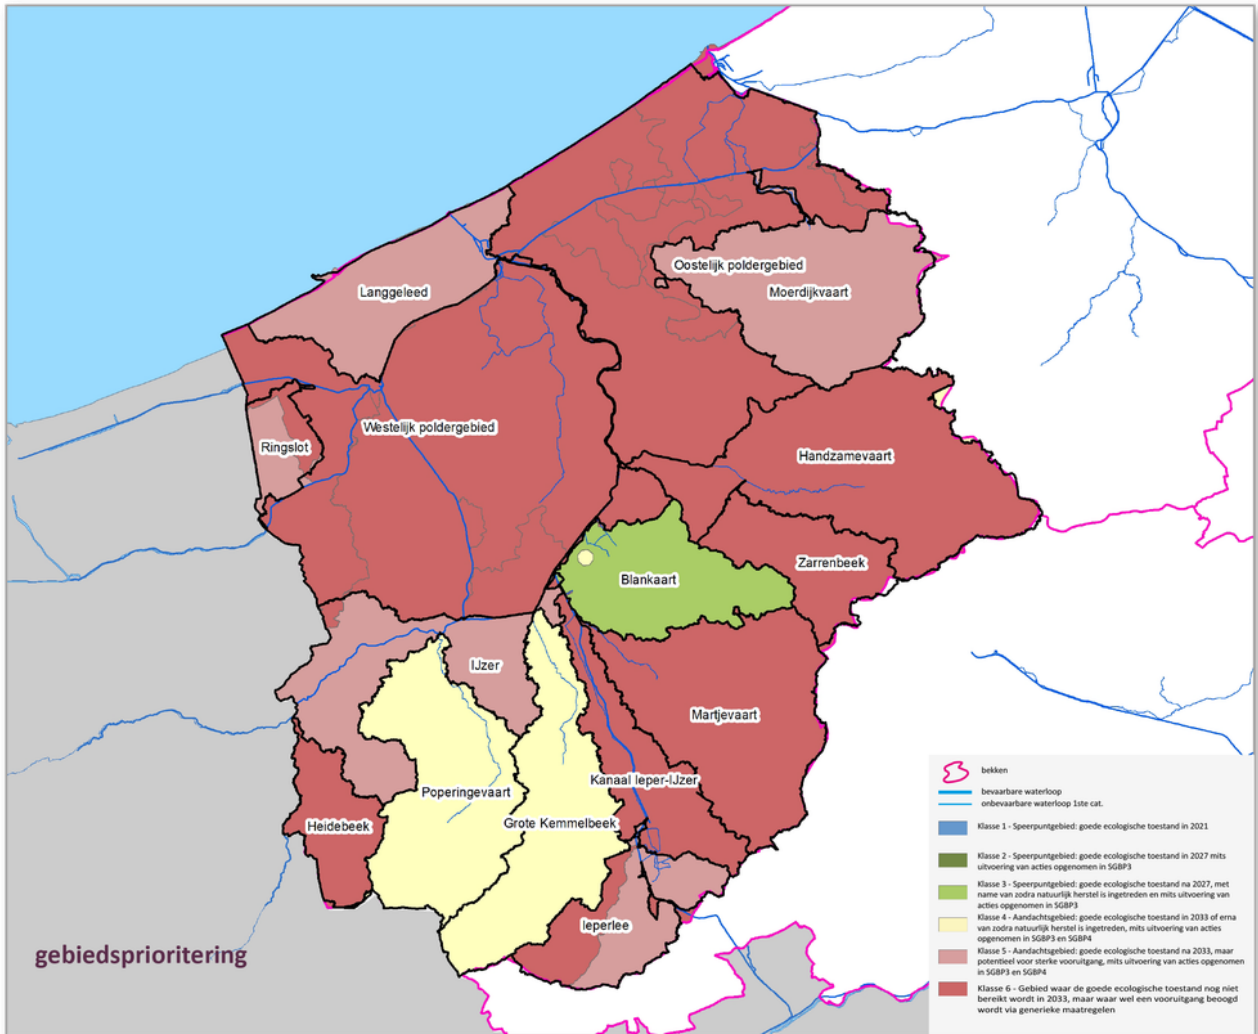 Langgeleed
Oostelijk poldergebied
Moerdijkvaart
Westelijk poldergebied
Ringslot
Handzamevaart
Zarrenbeek
Blankaart
IJzer
Martjevaart
Kanaal Ieper-IJzer
Poperingevaart
Grote Kemmelbeek
Heidebeek
Ieperlee
gebiedsprioritering
bekken
bevaarbare waterloop
onbevaarbare waterloop 1ste cat.
Klasse 1 - Speerpuntgebied: goede ecologische toestand in 2021
Klasse 2 - Speerpuntgebied: goede ecologische toestand in 2027 mits
uitvoering van acties opgenomen in SGBP3
Klasse 3 - Speerpuntgebied: goede ecologische toestand na 2027, met
name van zodra natuurlijk herstel is ingetreden en mits uitvoering van
acties opgenomen in SGBP3
Klasse 4 - Aandachtsgebied: goede ecologische toestand in 2033 of erna
van zodra natuurlijk herstel is ingetreden, mits uitvoering van acties
opgenomen in SGBP3 en SGBP4
Klasse 5 - Aandachtsgebied: goede ecologische toestand na 2033, maar
potentieel voor sterke vooruitgang, mits uitvoering van acties opgenomen
in SGBP3 en SGBP4
Klasse 6 - Gebied waar de goede ecologische toestand nog niet
bereikt wordt in 2033, maar waar wel een vooruitgang beoogd
wordt via generieke maatregelen